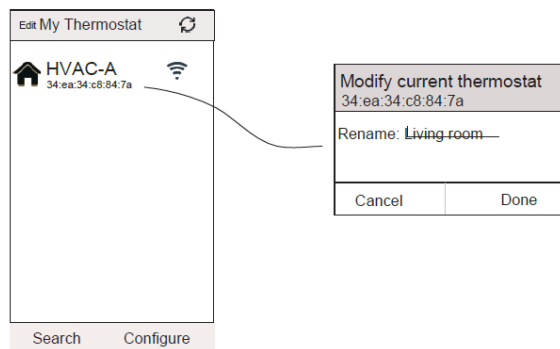 Edit My Thermostat
HVAC-A
34:ea:34:c8:84:7a
Search Configure
Modify current thermostat
34:ea:34:c8:84:7a
Rename: Living room
Cancel Done